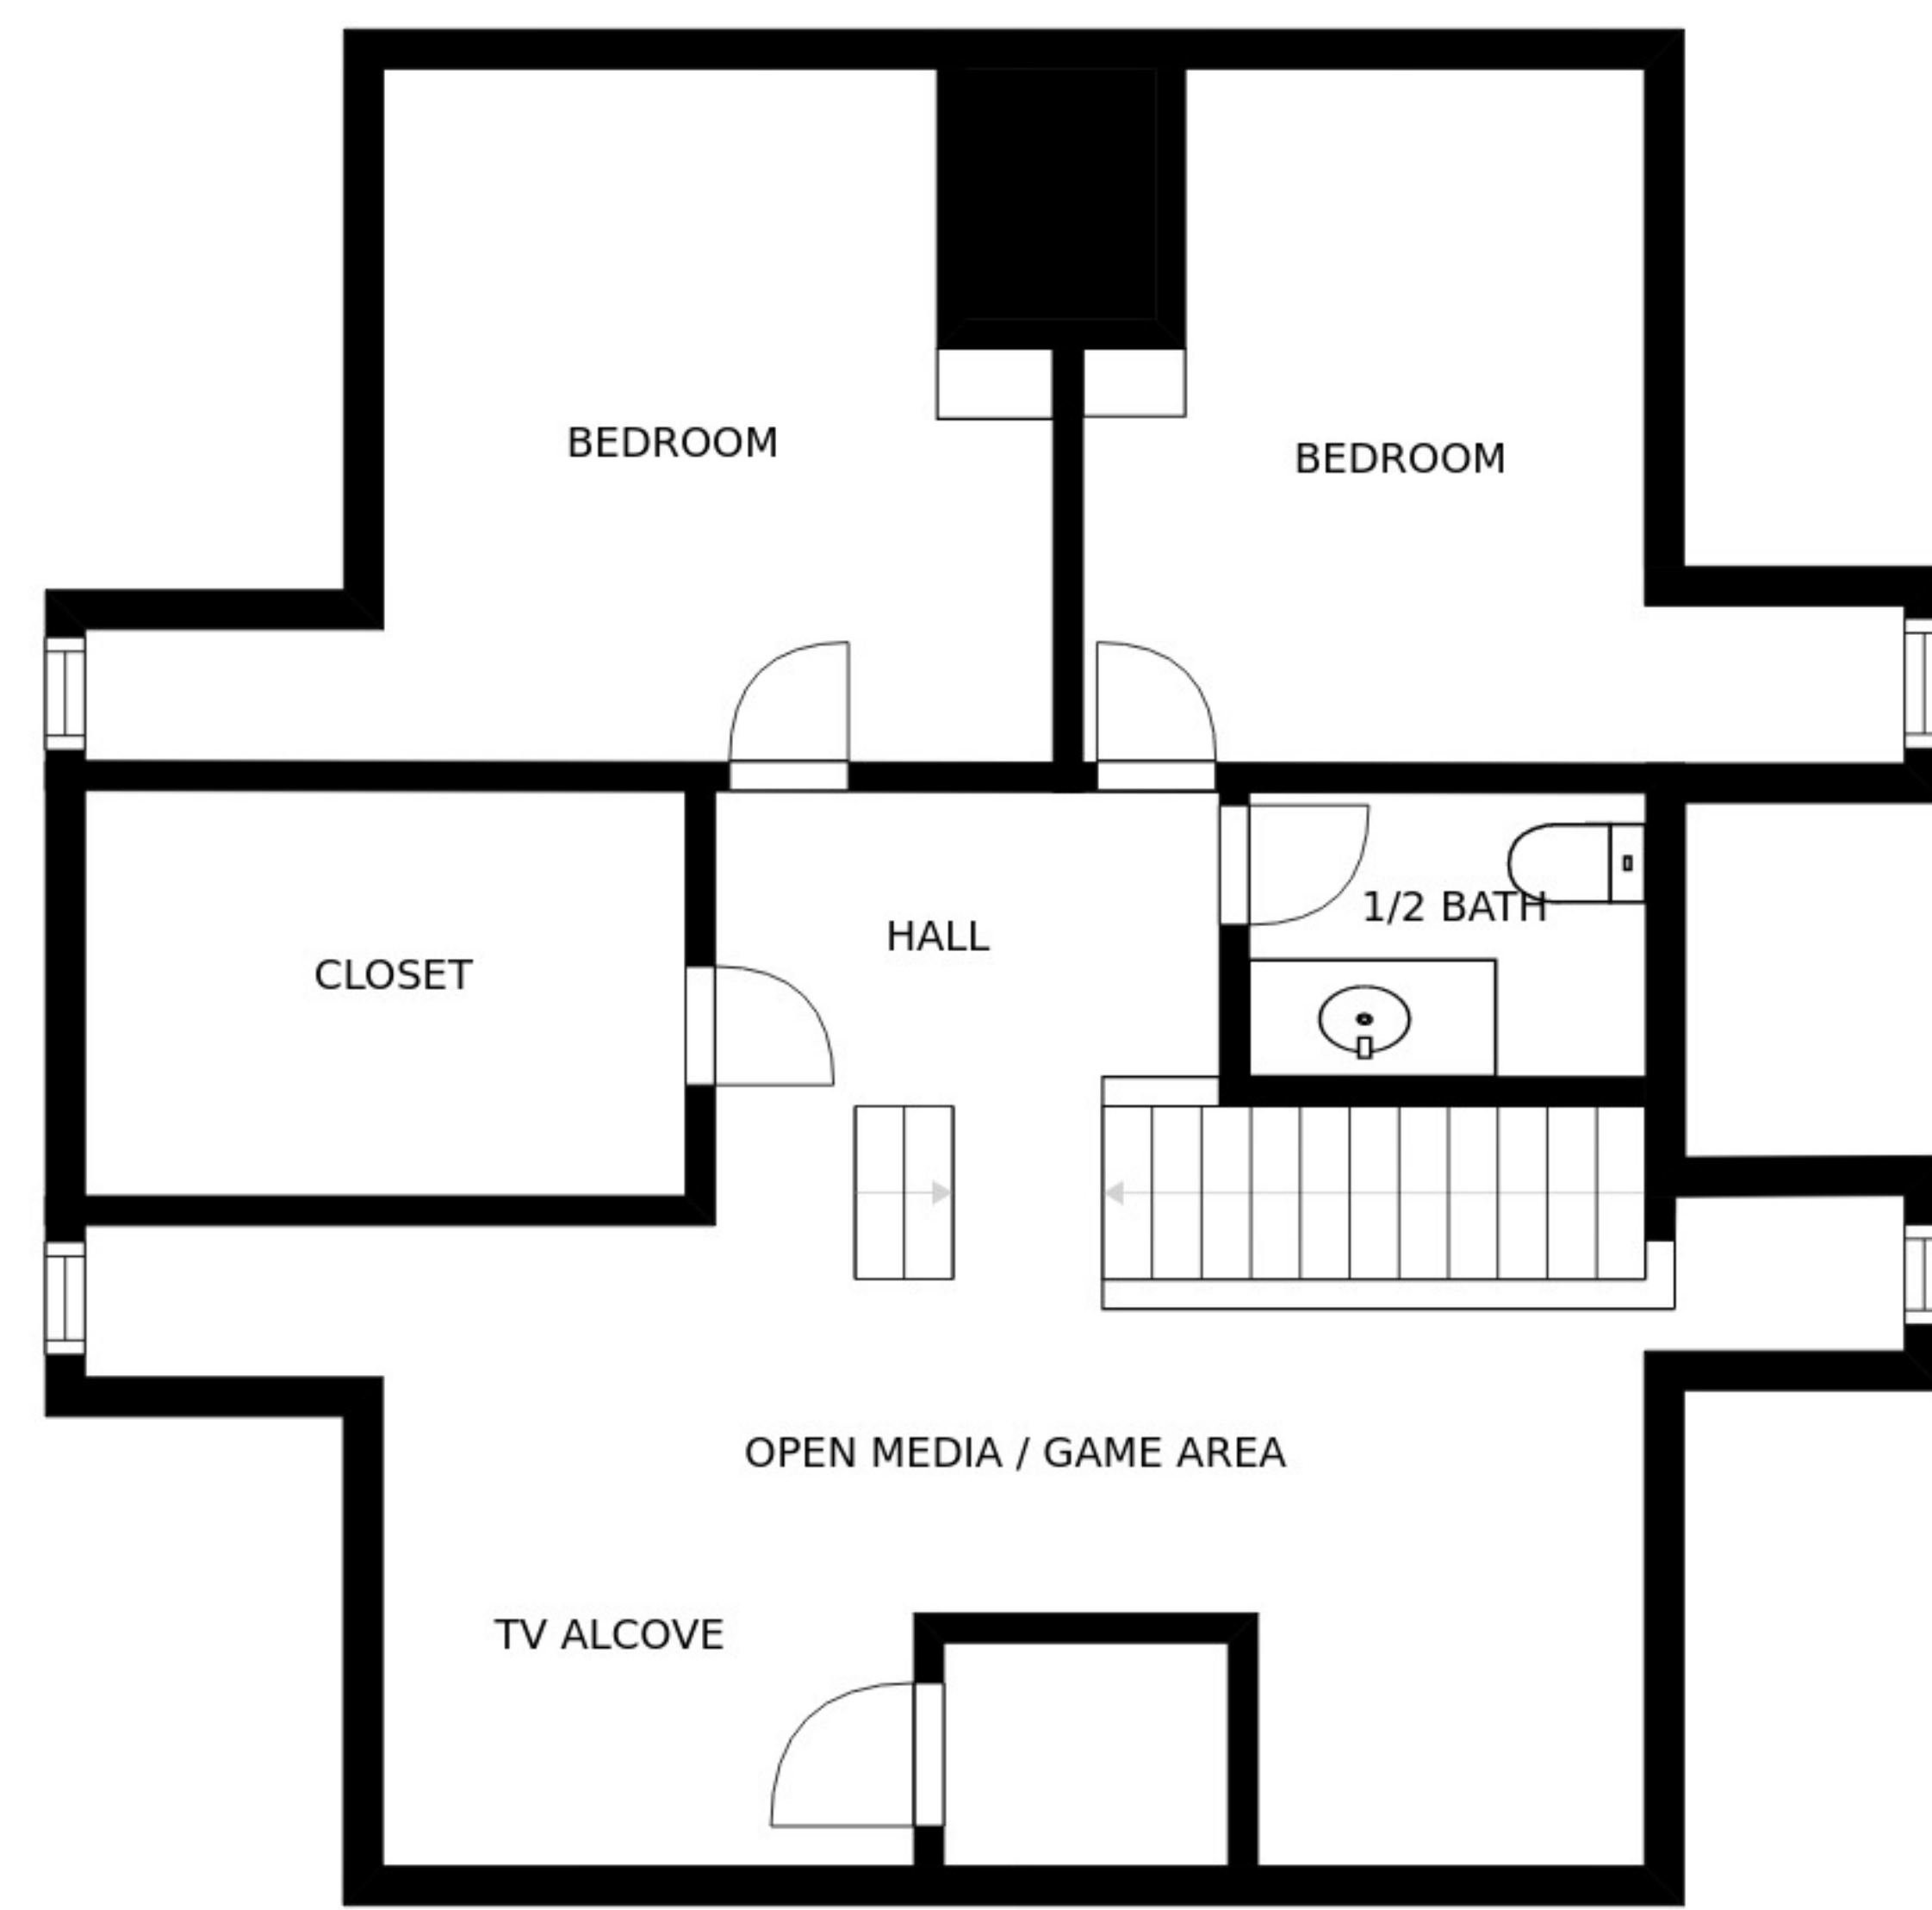 BEDROOM
BEDROOM
1/2 BATH
HALL
CLOSET
OPEN MEDIA / GAME AREA
TV ALCOVE